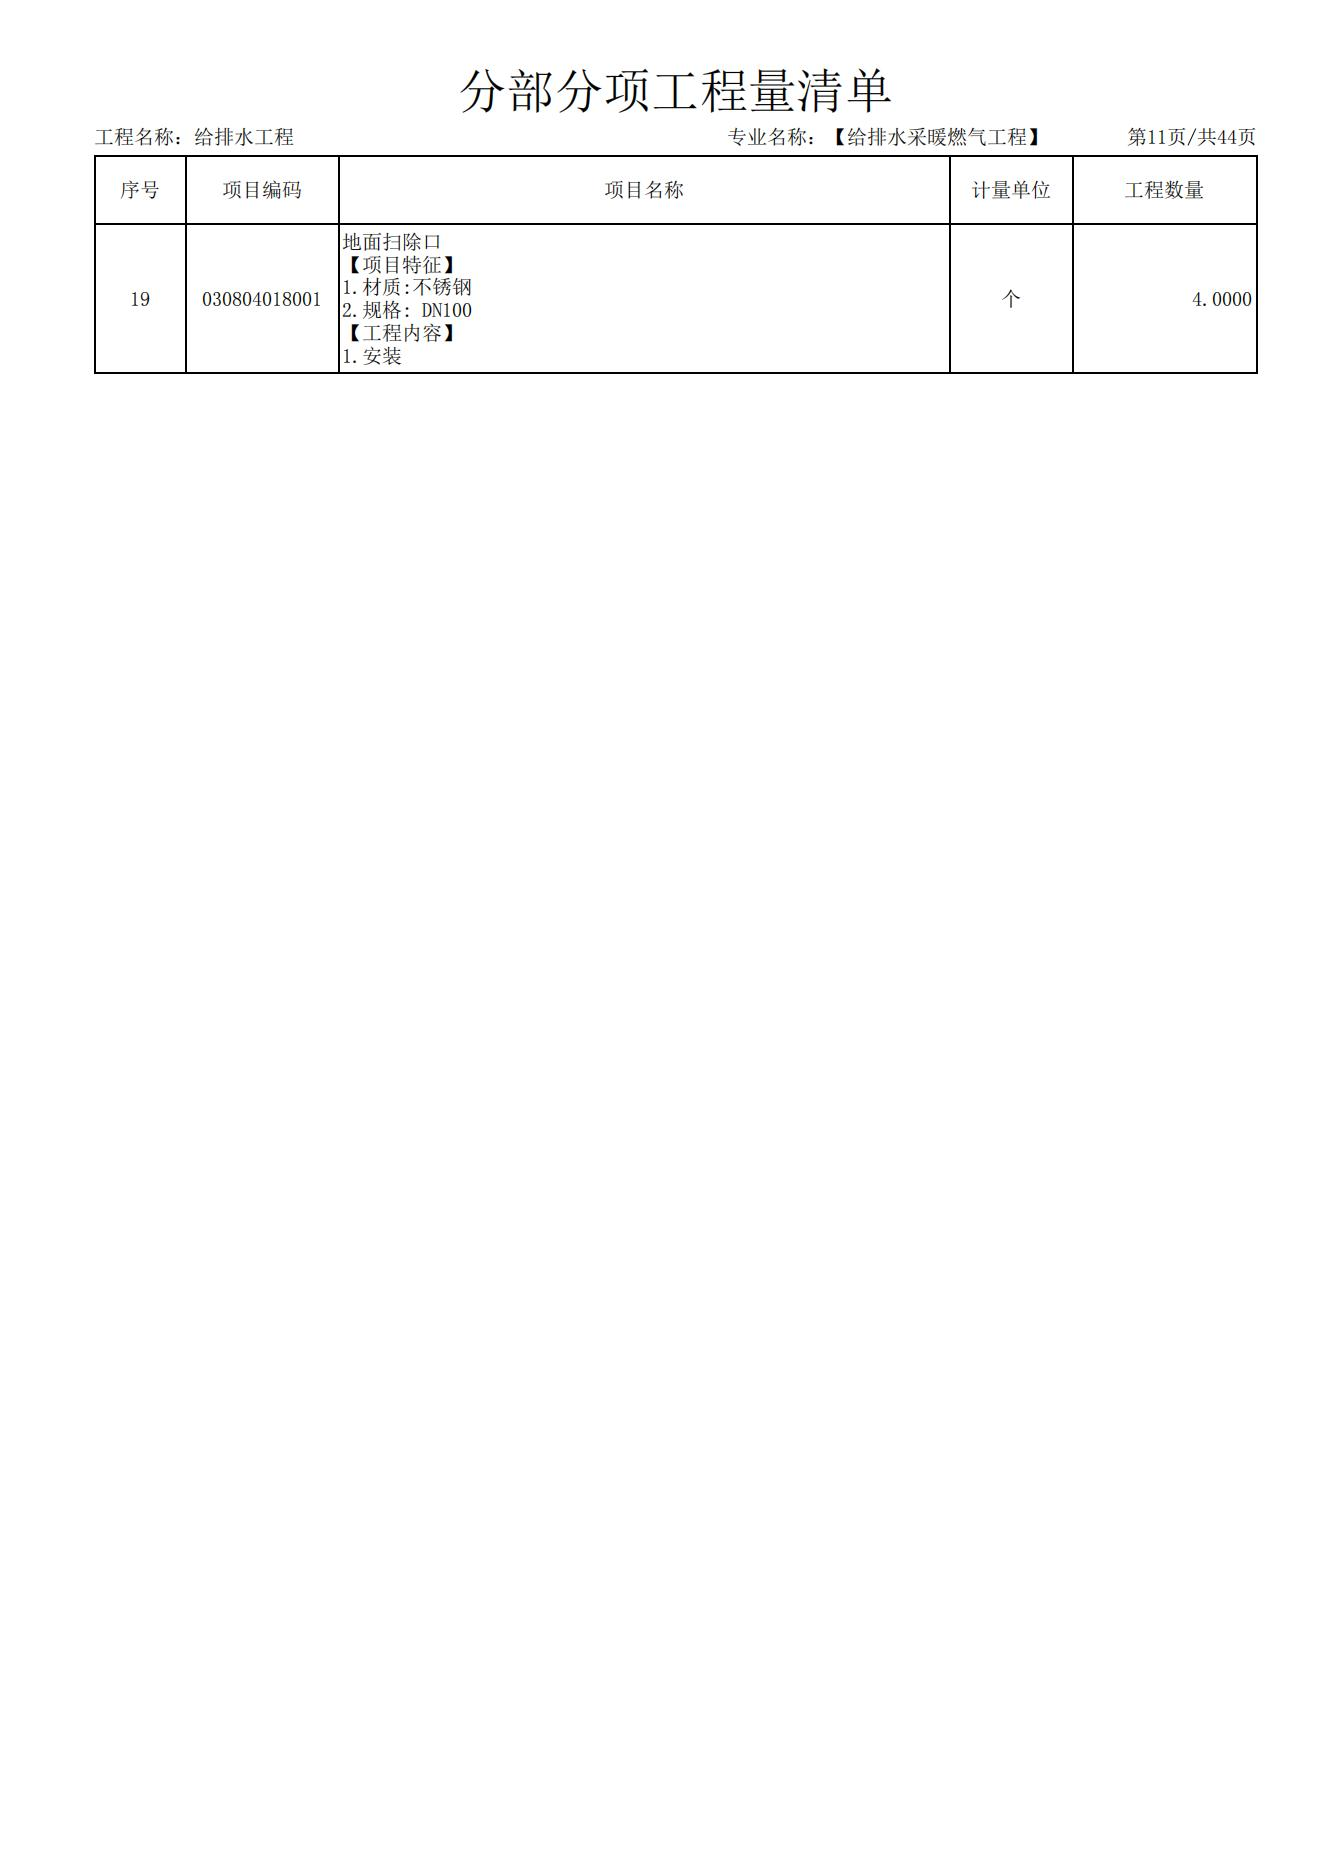 分部分项工程量清单
工程名称：给排水工程 专业名称：【给排水采暖燃气工程】 第11页/共44页
序号 项目编码 项目名称 计量单位 工程数量
地面扫除口
【项目特征】
1.材质:不锈钢
19 030804018001 2.规格: DN100 个 4.0000
【工程内容】
1.安装